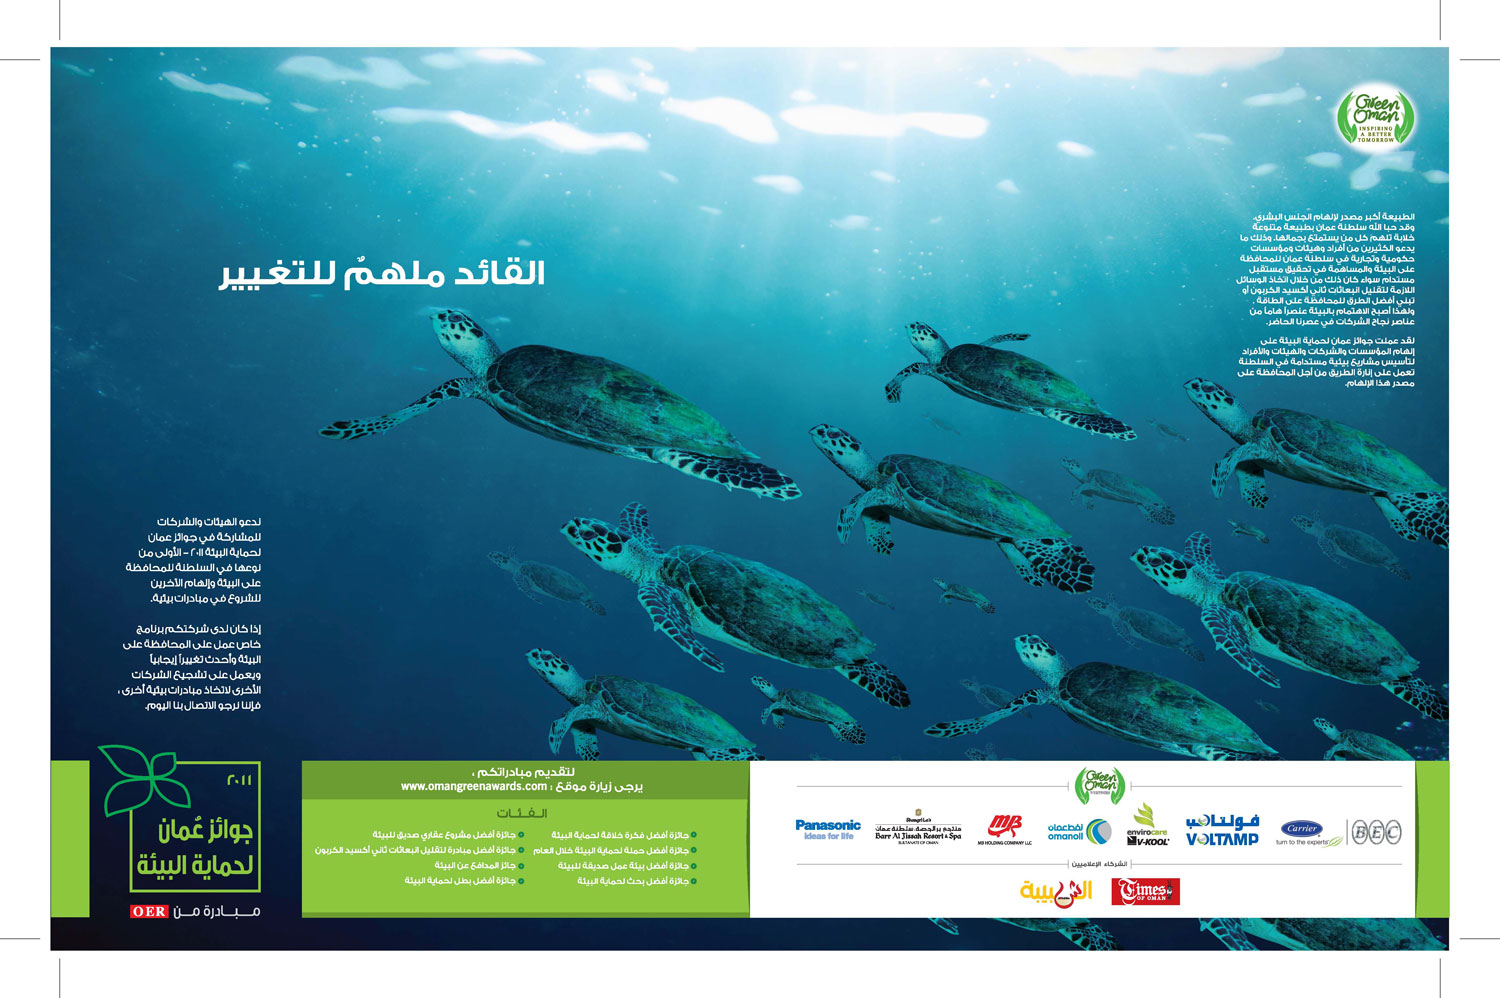 Green
Oman
INSPIRING
A BETTER
TOMORROW
الطبيعة أكبر مصدر لإلهام الجنس البشري.
وقد حبا الله سلطنة عمان بطبيعة متنوعة
خلابة تلهم كل من يستمتع بجمالها. وذلك ما
يدعو الكثيرين من أفراد وهيئات ومؤسسات
حكومية وتجارية في سلطنة عمان للمحافظة
على البيئة والمساهمة في تحقيق مستقبل
مستدام سواء كان ذلك من خلال اتخاذ الوسائل
اللازمة لتقليل انبعاثات ثاني أكسيد الكربون أو
تبني أفضل الطرق للمحافظة على الطاقة .
ولهذا أصبح الاهتمام بالبيئة عنصراً هاماً من
عناصر نجاح الشركات في عصرنا الحاضر.
لقد عملت جوائز عمان لحماية البيئة على
إلهام المؤسسات والشركات والهيئات والأفراد
لتأسيس مشاريع بيئية مستدامة في السلطنة
تعمل على إنارة الطريق من أجل المحافظة على
مصدر هذا الإلهام.
القائد ملهمٌ للتغيير
ندعو الهيئات والشركات
للمشاركة في جوائز عمان
لحماية البيئة ٢٠١١ - الأولى من
نوعها في السلطنة للمحافظة
على البيئة وإلهام الآخرين
للشروع في مبادرات بيئية.
إذا كان لدى شركتكم برنامج
خاص عمل على المحافظة على
البيئة وأحدث تغييراً إيجابياً
ويعمل على تشجيع الشركات
الأخرى لاتخاذ مبادرات بيئية أخرى ،
فإننا نرجو الاتصال بنا اليوم.
٢٠١١
جوائز عُمان
لحماية البيئة
مـبـادرة مـن OER
لتقديم مبادراتكم ،
يرجى زيارة موقع : www.omangreenawards.com
الـفـئـات
جائزة أفضل فكرة خلاقة لحماية البيئة
جائزة أفضل حملة لحماية البيئة خلال العام
جائزة أفضل بيئة عمل صديقة للبيئة
جائزة أفضل بحث لحماية البيئة
جائزة أفضل مشروع عقاري صديق للبيئة
جائزة أفضل مبادرة لتقليل انبعاثات ثاني أكسيد الكربون
جائز المدافع عن البيئة
جائزة أفضل بطل لحماية البيئة
Green
Oman
Panasonic
ideas for life
Shangri-La's
منتجع بر الجصة، سلطنة عمان
Barr Al Jissah Resort & Spa
SULTANATE OF OMAN
MB
MB HOLDING COMPANY LLC
نفط عمان
omanoil
envirocare
V-KOOL
فولتامب
VOLTAMP
Carrier
turn to the experts
BEC
الشركاء الإعلاميين
الشبيبة
Times
OF OMAN